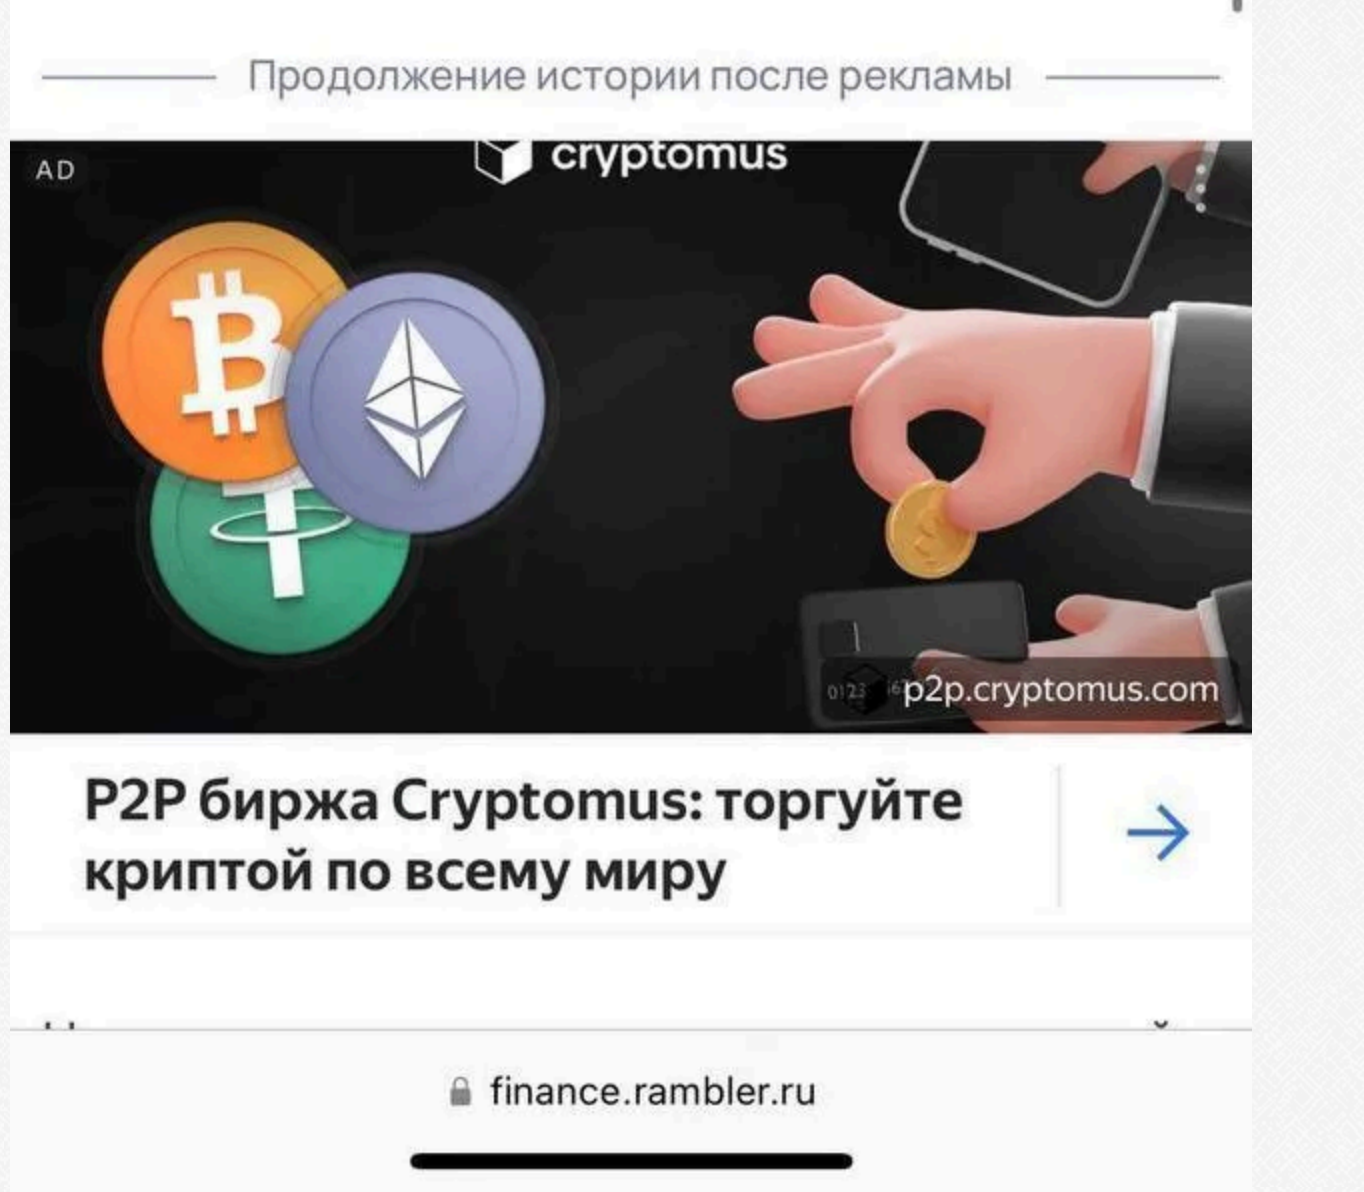 Продолжение истории после рекламы
AD
cryptomus
p2p.cryptomus.com
P2P биржа Cryptomus: торгуйте
криптой по всему миру
finance.rambler.ru